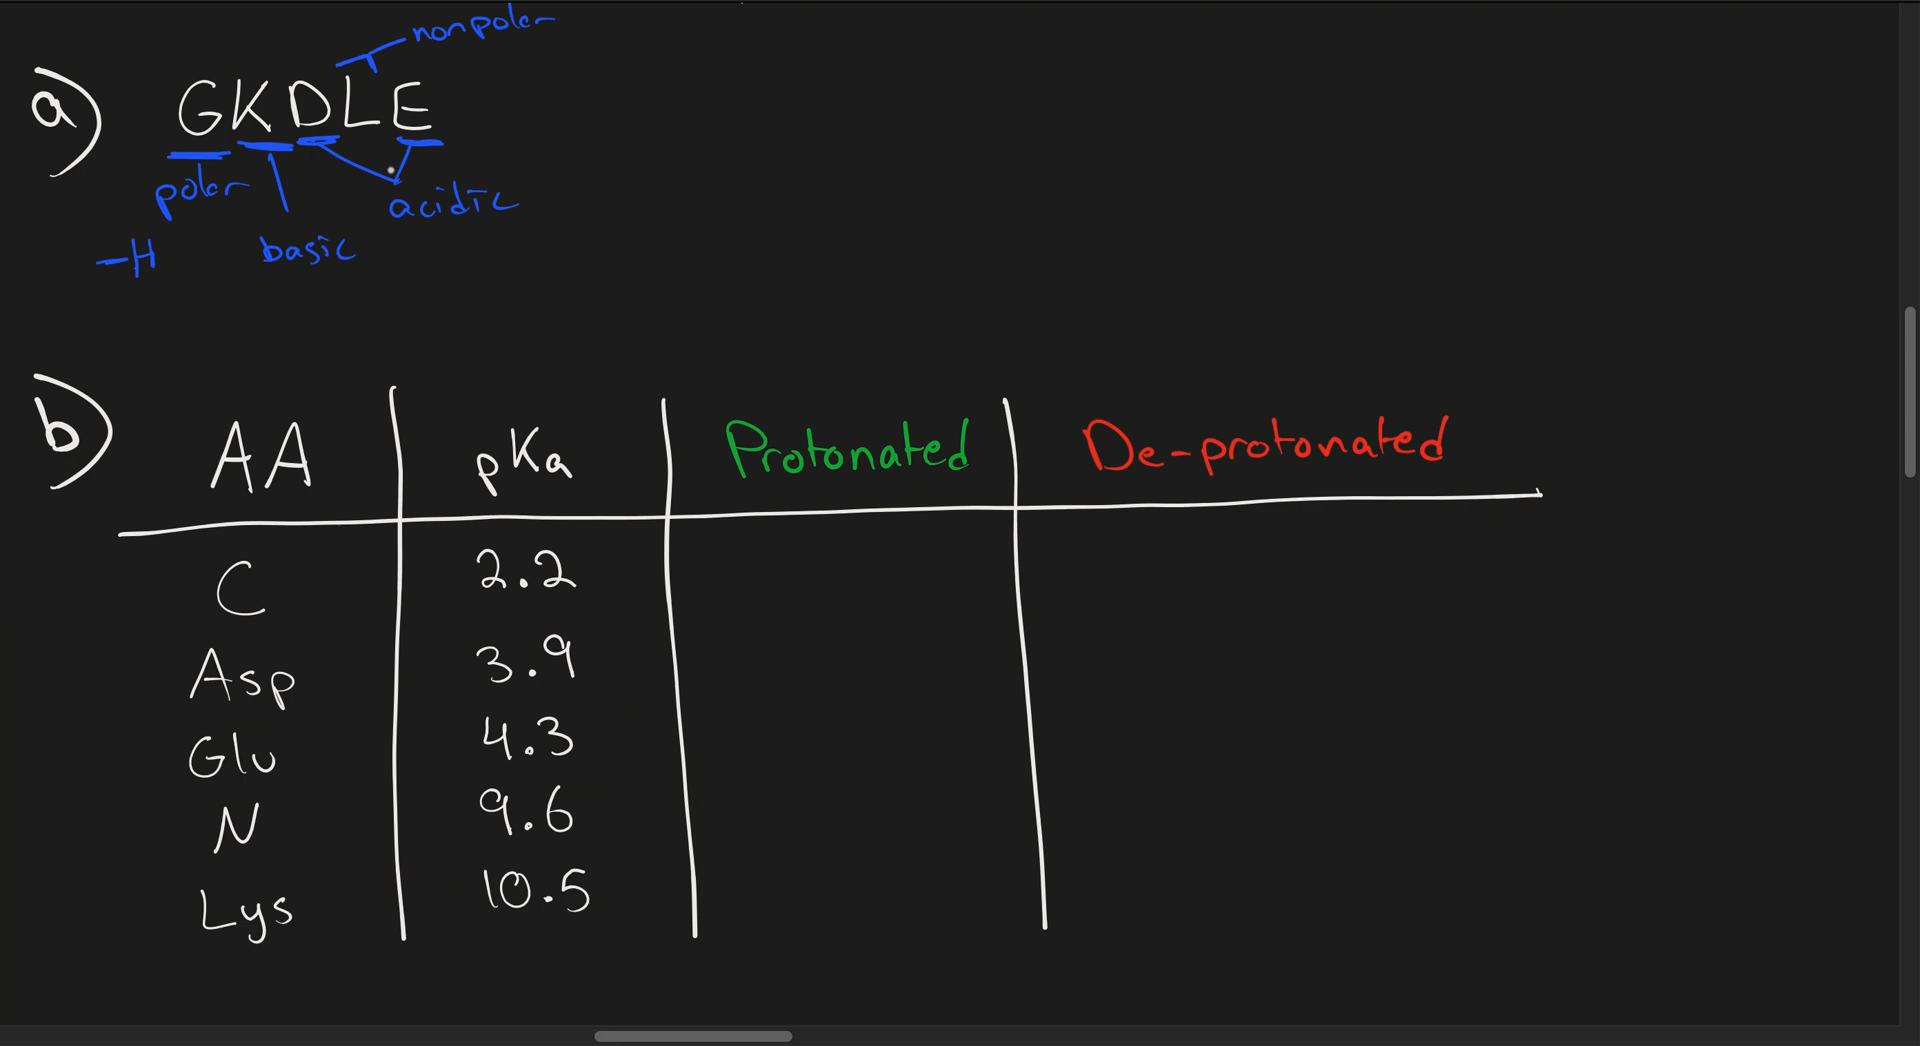 nonpolar
a) GKDLE
polar
acidic
-H basic
b) AA pKa Protonated De-protonated
C 2.2
Asp 3.9
Glu 4.3
N 9.6
Lys 10.5